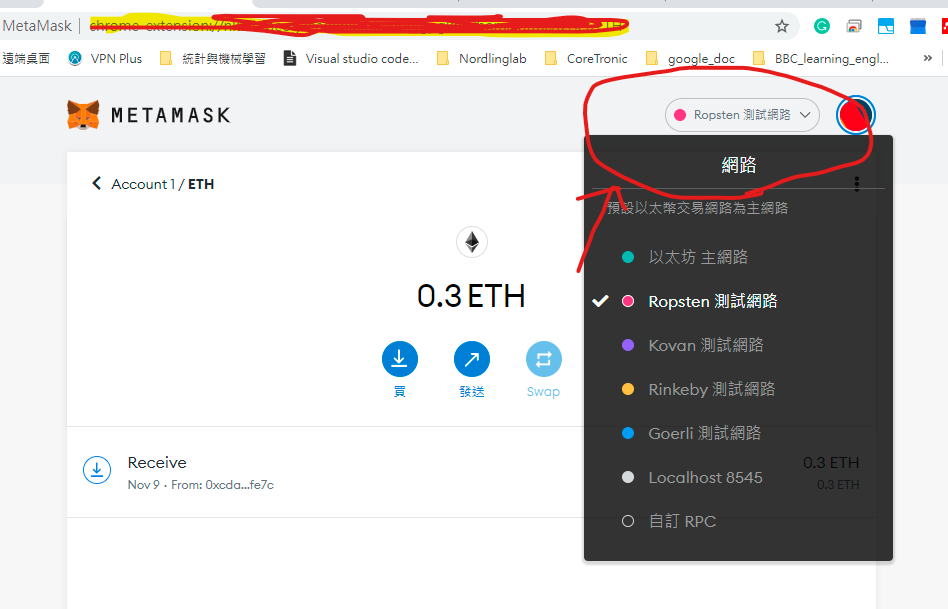 MetaMask
遠端桌面 VPN Plus 統計與機械學習 Visual studio code... Nordlinglab CoreTronic google_doc BBC_learning_engl... »
METAMASK
Ropsten 測試網路
Account 1 / ETH
0.3 ETH
買 發送 Swap
Receive
Nov 9 · From: 0xcda...fe7c
0.3 ETH
0.3 ETH
網路
預設以太幣交易網路為主網路
以太坊 主網路
Ropsten 測試網路
Kovan 測試網路
Rinkeby 測試網路
Goerli 測試網路
Localhost 8545
自訂 RPC